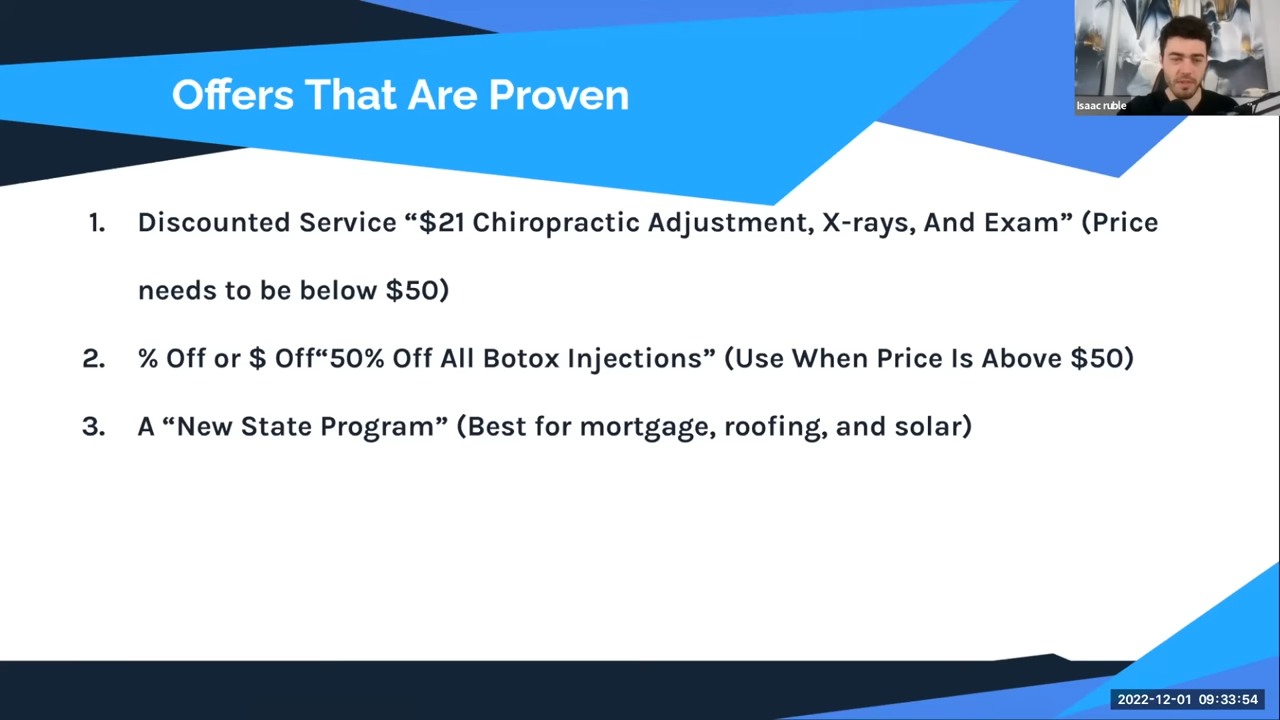 Offers That Are Proven
Isaac ruble
1. Discounted Service “$21 Chiropractic Adjustment, X-rays, And Exam” (Price
needs to be below $50)
2. % Off or $ Off“50% Off All Botox Injections” (Use When Price Is Above $50)
3. A “New State Program” (Best for mortgage, roofing, and solar)
2022-12-01 09:33:54